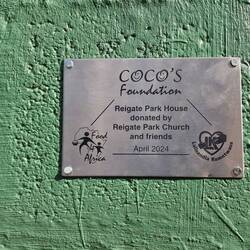 COCO'S
Foundation
Reigate Park House
donated by
Reigate Park Church
and friends
April 2024
Food
Africa